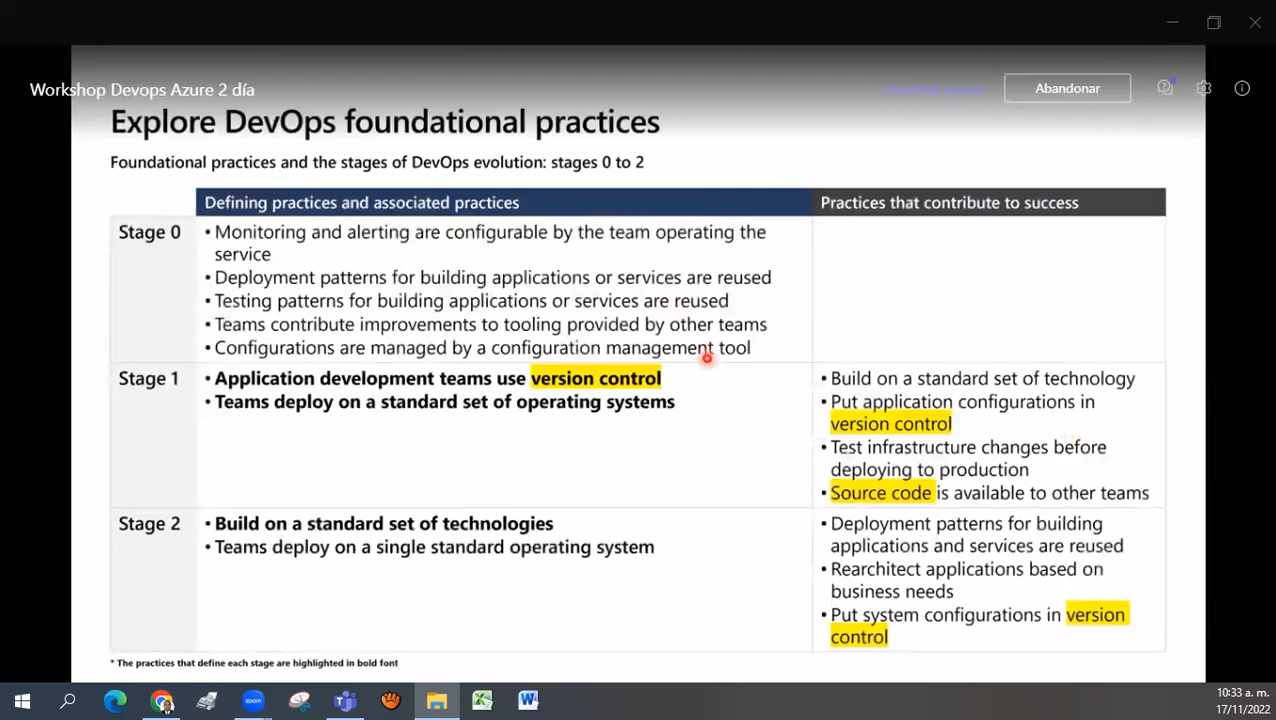 Workshop Devops Azure 2 día
Abandonar
Explore DevOps foundational practices
Foundational practices and the stages of DevOps evolution: stages 0 to 2
Defining practices and associated practices
Practices that contribute to success
Stage 0
• Monitoring and alerting are configurable by the team operating the
service
• Deployment patterns for building applications or services are reused
• Testing patterns for building applications or services are reused
• Teams contribute improvements to tooling provided by other teams
• Configurations are managed by a configuration management tool
Stage 1
• Application development teams use version control
• Teams deploy on a standard set of operating systems
• Build on a standard set of technology
• Put application configurations in
version control
• Test infrastructure changes before
deploying to production
• Source code is available to other teams
Stage 2
• Build on a standard set of technologies
• Teams deploy on a single standard operating system
• Deployment patterns for building
applications and services are reused
• Rearchitect applications based on
business needs
• Put system configurations in version
control
* The practices that define each stage are highlighted in bold font
zoom
10:33 a. m.
17/11/2022